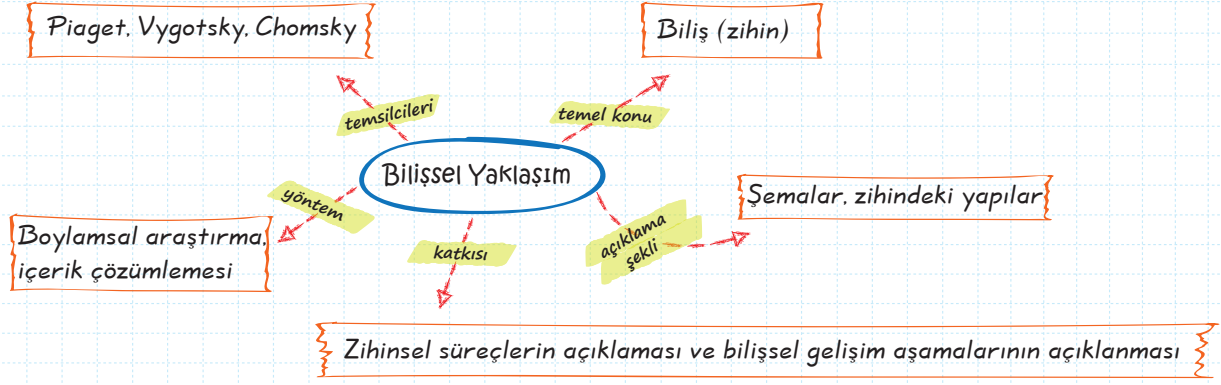 Piaget, Vygotsky, Chomsky
Biliş (zihin)
temsilcileri
temel konu
Bilişsel Yaklaşım
yöntem
Şemalar, zihindeki yapılar
Boylamsal araştırma,
içerik çözümlemesi
katkısı
açıklama
şekli
Zihinsel süreçlerin açıklaması ve bilişsel gelişim aşamalarının açıklanması